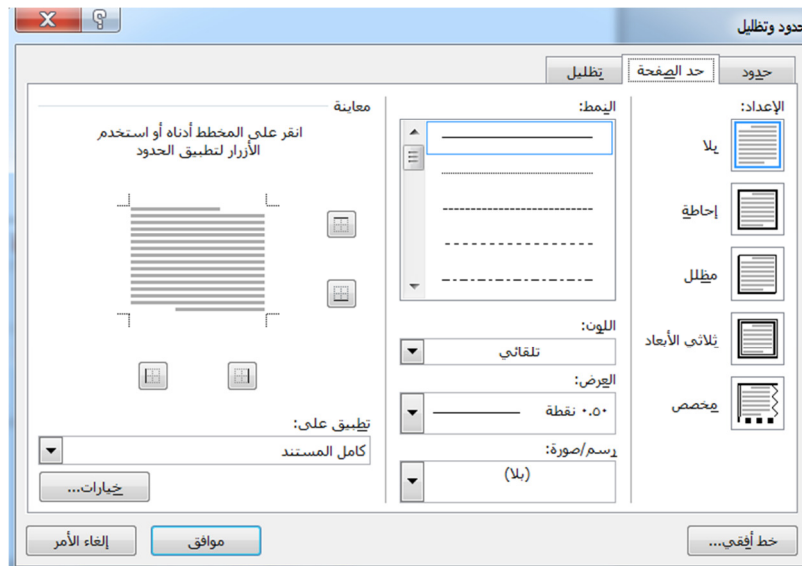 حدود وتظليل
حدود
حد الصفحة
تظليل
الإعداد:
بلا
إحاطة
مظلل
ثلاثي الأبعاد
مخصص
النمط:
اللون:
تلقائي
العرض:
٠.٥٠ نقطة
رسم/صورة:
(بلا)
معاينة
انقر على المخطط أدناه أو استخدم
الأزرار لتطبيق الحدود
تطبيق على:
كامل المستند
خيارات...
خط أفقي...
موافق
إلغاء الأمر